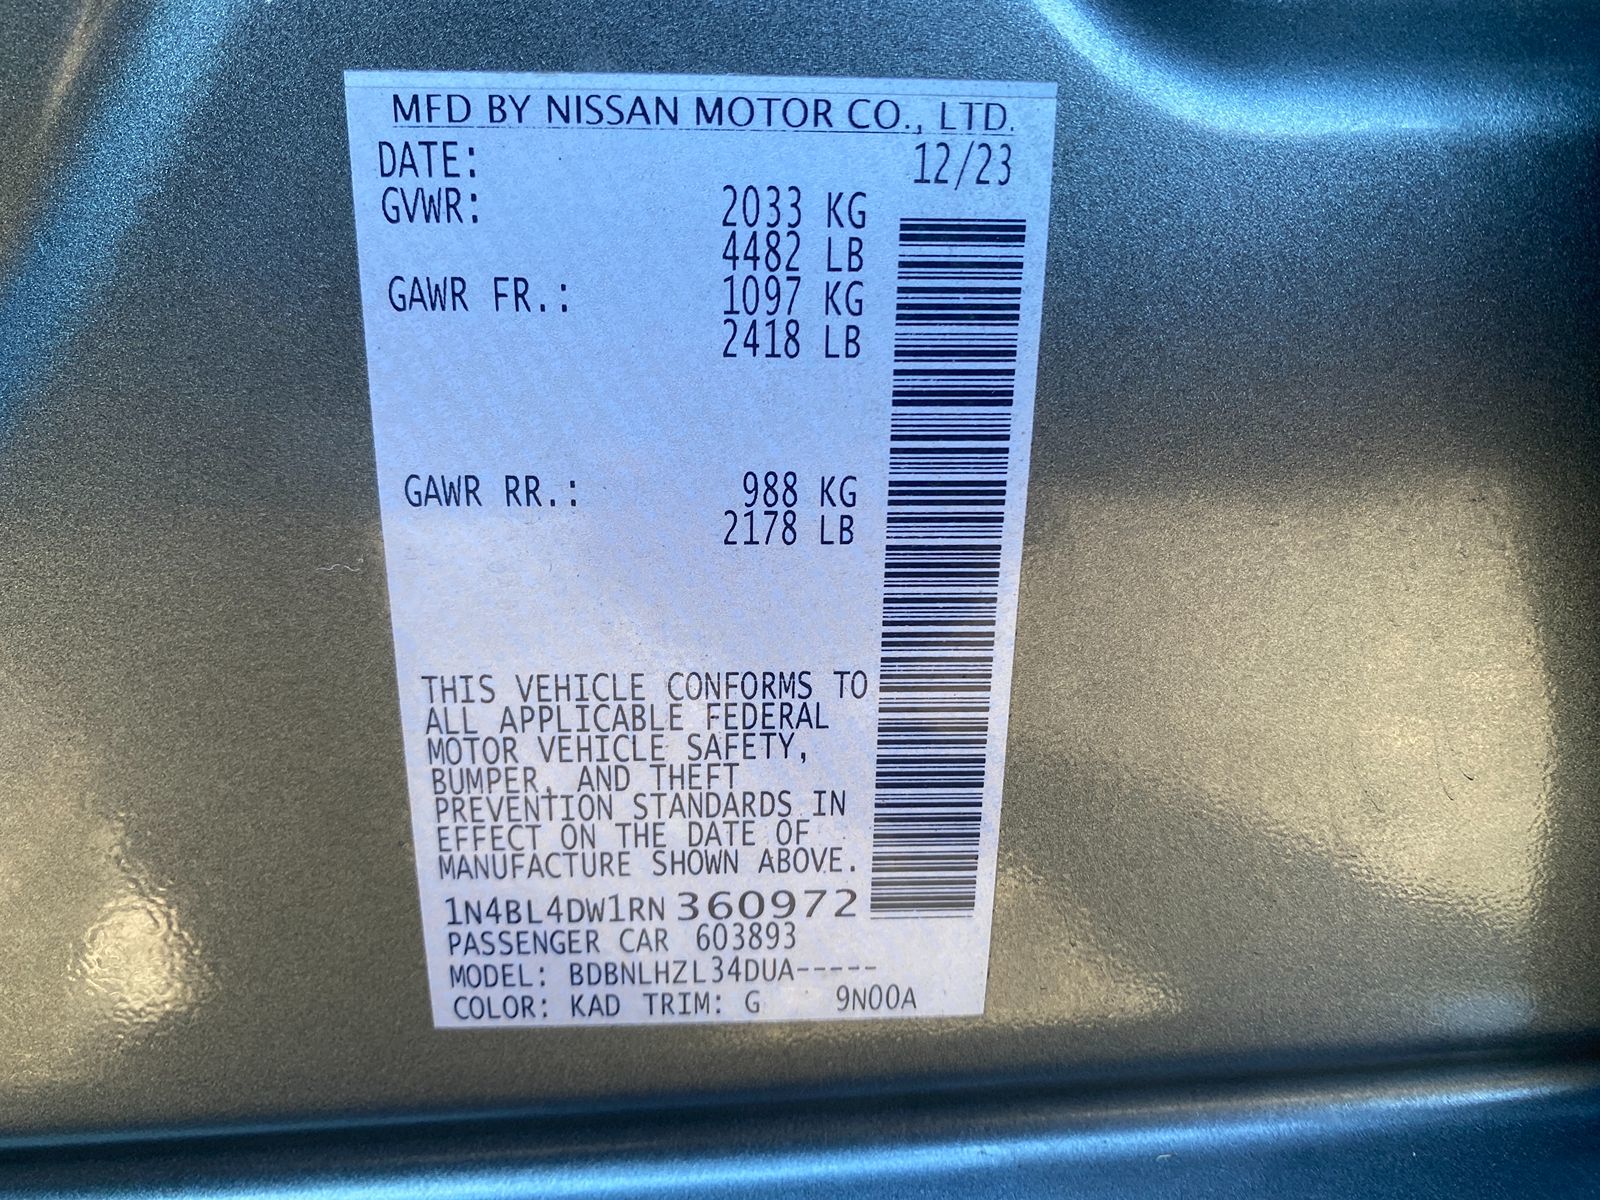 MFD BY NISSAN MOTOR CO., LTD.
DATE: 12/23
GVWR: 2033 KG
4482 LB
GAWR FR.: 1097 KG
2418 LB
GAWR RR.: 988 KG
2178 LB
THIS VEHICLE CONFORMS TO
ALL APPLICABLE FEDERAL
MOTOR VEHICLE SAFETY,
BUMPER, AND THEFT
PREVENTION STANDARDS IN
EFFECT ON THE DATE OF
MANUFACTURE SHOWN ABOVE.
1N4BL4DW1RN360972
PASSENGER CAR 603893
MODEL: BDBNLHZL34DUA-----
COLOR: KAD TRIM: G 9N00A